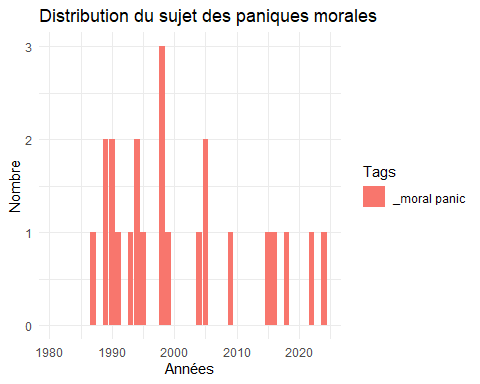 Distribution du sujet des paniques morales
3
2
1
0
Nombre
1980 1990 2000 2010 2020
Années
Tags
_moral panic